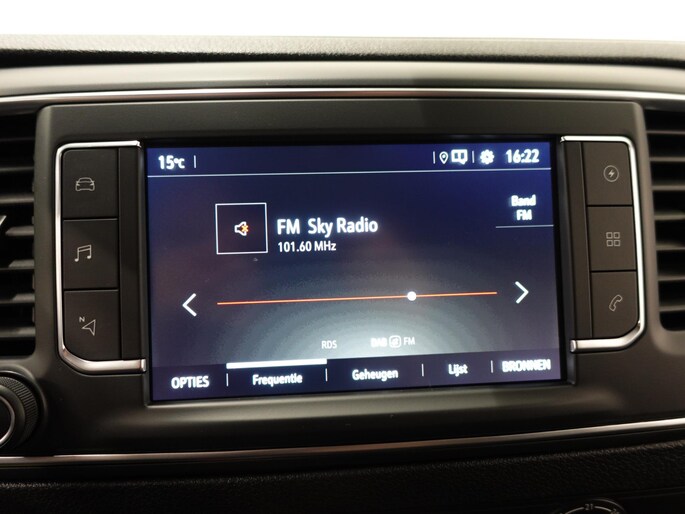 15°C
16:22
Band
FM
FM Sky Radio
101.60 MHz
RDS DAB FM
OPTIES Frequentie Geheugen Lijst BRONNEN
N